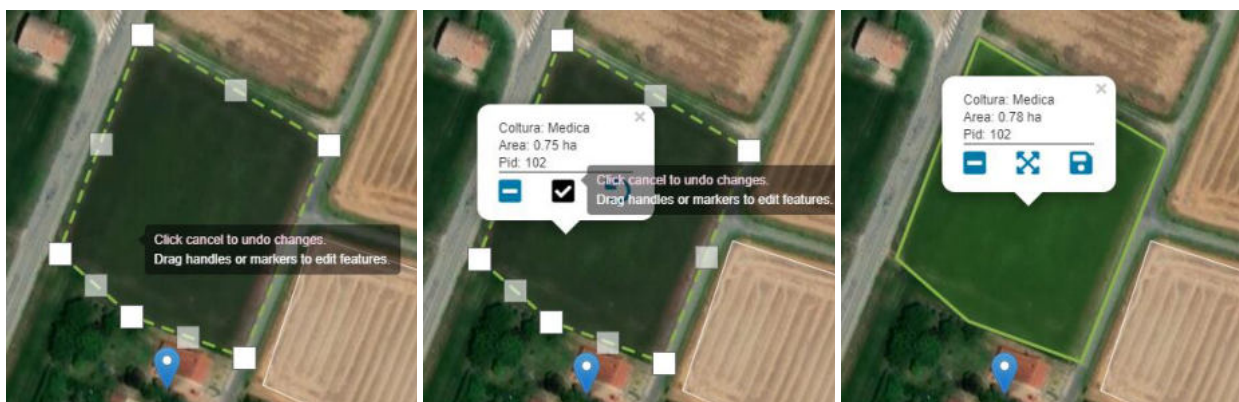 Click cancel to undo changes.
Drag handles or markers to edit features.
×
Coltura: Medica
Area: 0.75 ha
Pid: 102
Click cancel to undo changes.
Drag handles or markers to edit features.
×
Coltura: Medica
Area: 0.78 ha
Pid: 102